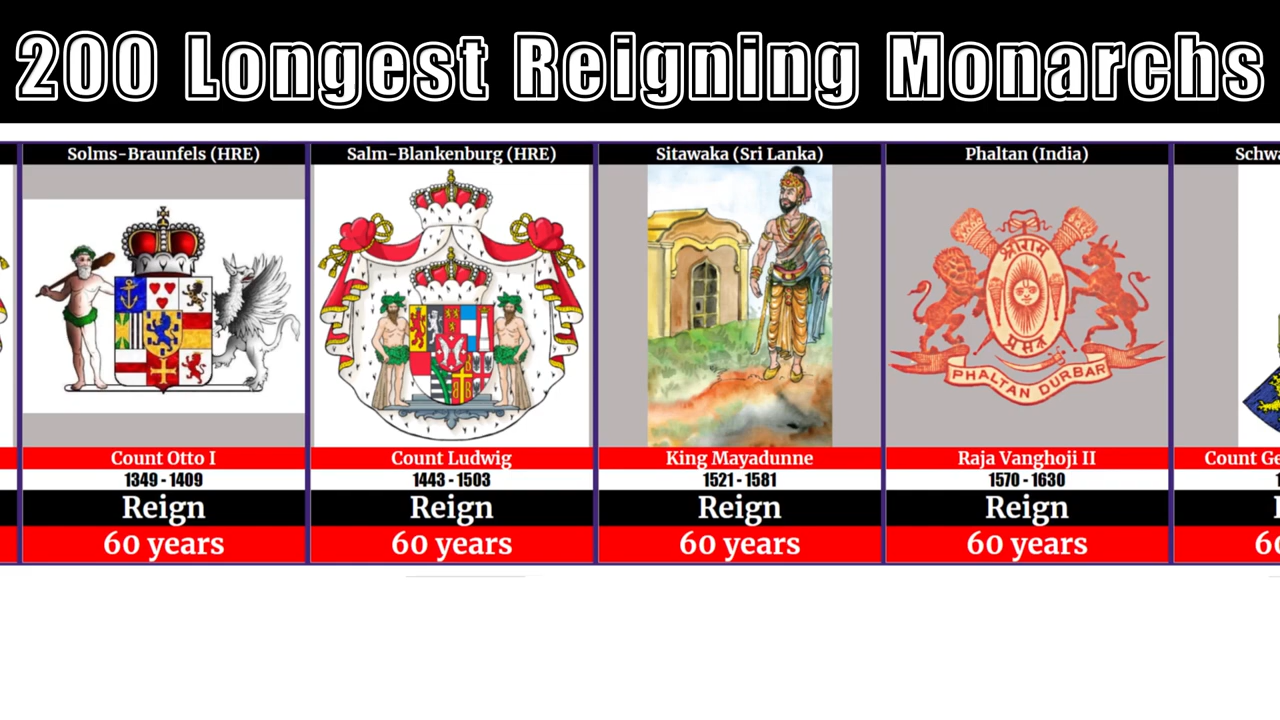 200 Longest Reigning Monarchs
Solms-Braunfels (HRE)
Count Otto I
1349 - 1409
Reign
60 years
Salm-Blankenburg (HRE)
Count Ludwig
1443 - 1503
Reign
60 years
Sitawaka (Sri Lanka)
King Mayadunne
1521 - 1581
Reign
60 years
Phaltan (India)
श्रीराम
प्रसन्न
PHALTAN DURBAR
Raja Vanghoji II
1570 - 1630
Reign
60 years
Count